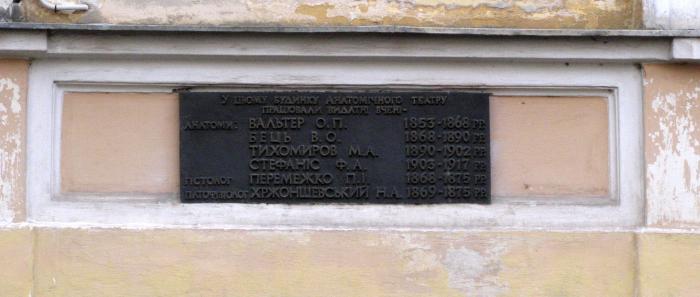 У ЦЬОМУ БУДИНКУ АНАТОМІЧНОГО ТЕАТРУ
ПРАЦЮВАЛИ ВИДАТНІ ВЧЕНІ-
АНАТОМИ: ВАЛЬТЕР О.П. 1853-1868 РР
БЕЦЬ В.О. 1868-1890 РР
ТИХОМИРОВ М.А. 1890-1902 РР
СТЕФАНІС Ф.А. 1903-1917 РР
ГІСТОЛОГ ПЕРЕМЕЖКО П.І. 1868-1875 РР
ПАТОФІЗІОЛОГ ХРЖОНШЕВСЬКИЙ Н.А. 1869-1875 РР